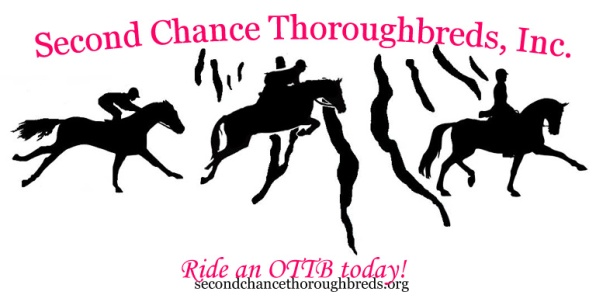 Second Chance Thoroughbreds, Inc.
Ride an OTTB today!
secondchancethoroughbreds.org